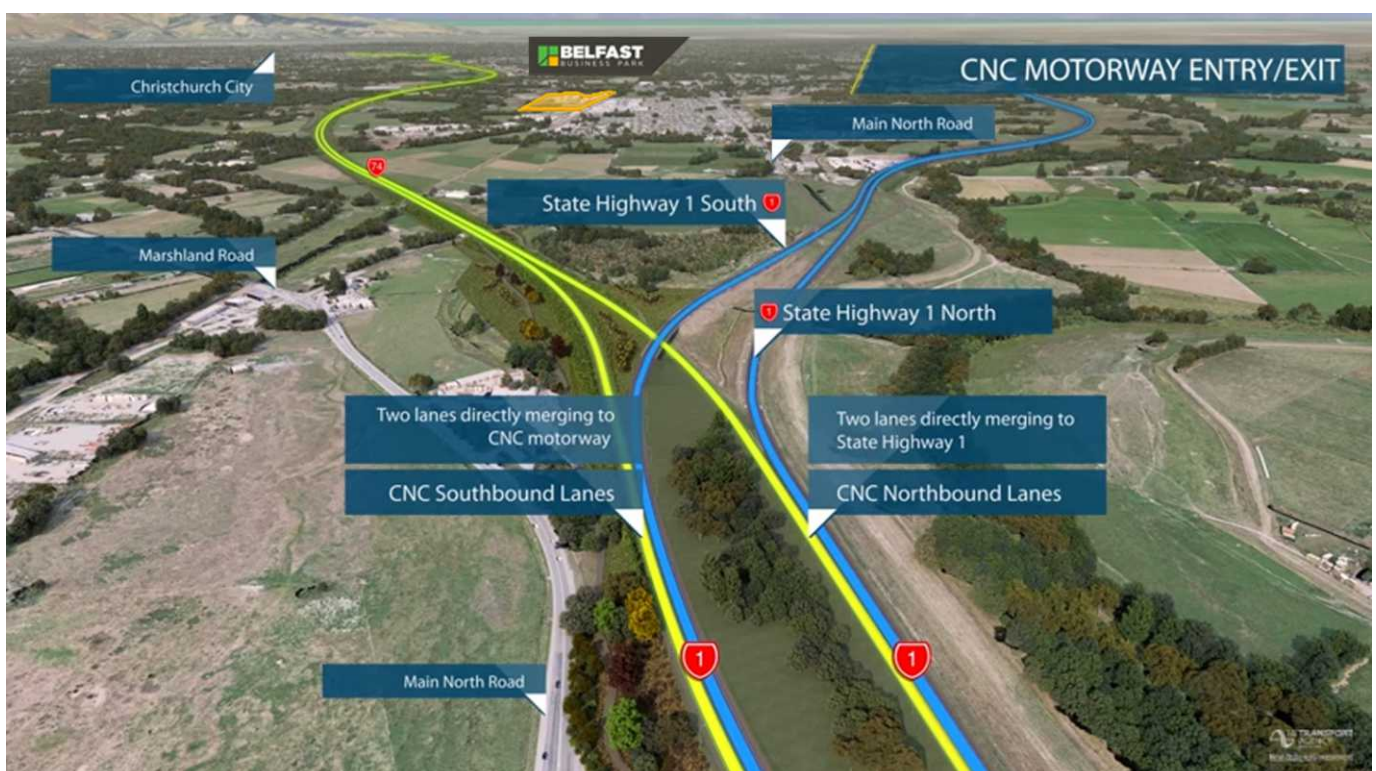 BELFAST
BUSINESS PARK
CNC MOTORWAY ENTRY/EXIT
Christchurch City
Main North Road
74
State Highway 1 South 1
Marshland Road
1 State Highway 1 North
Two lanes directly merging to
CNC motorway
Two lanes directly merging to
State Highway 1
CNC Southbound Lanes
CNC Northbound Lanes
1
1
Main North Road
TRANSPORT
AGENCY